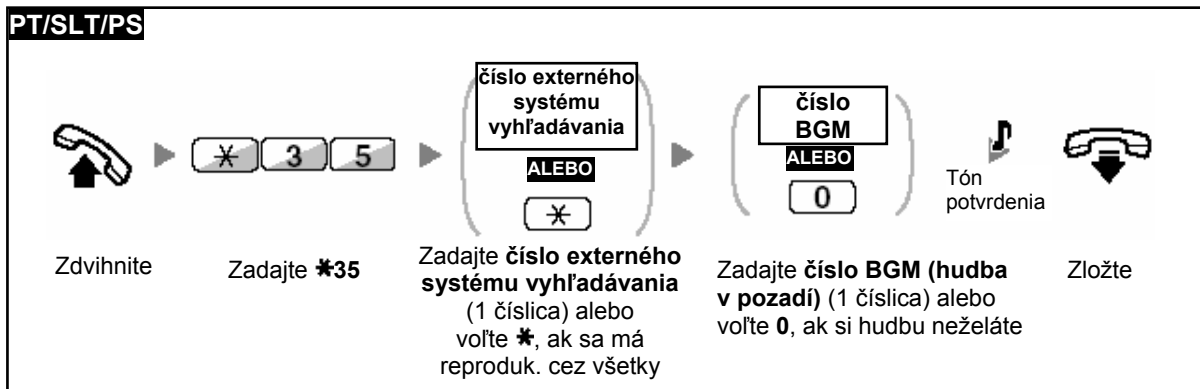 PT/SLT/PS
✱ 3 5
číslo externého
systému
vyhľadávania
ALEBO
✱
číslo
BGM
ALEBO
0
Tón
potvrdenia
Zdvihnite
Zadajte ✱35
Zadajte číslo externého
systému vyhľadávania
(1 číslica) alebo
voľte ✱, ak sa má
reproduk. cez všetky
Zadajte číslo BGM (hudba
v pozadí) (1 číslica) alebo
voľte 0, ak si hudbu neželáte
Zložte